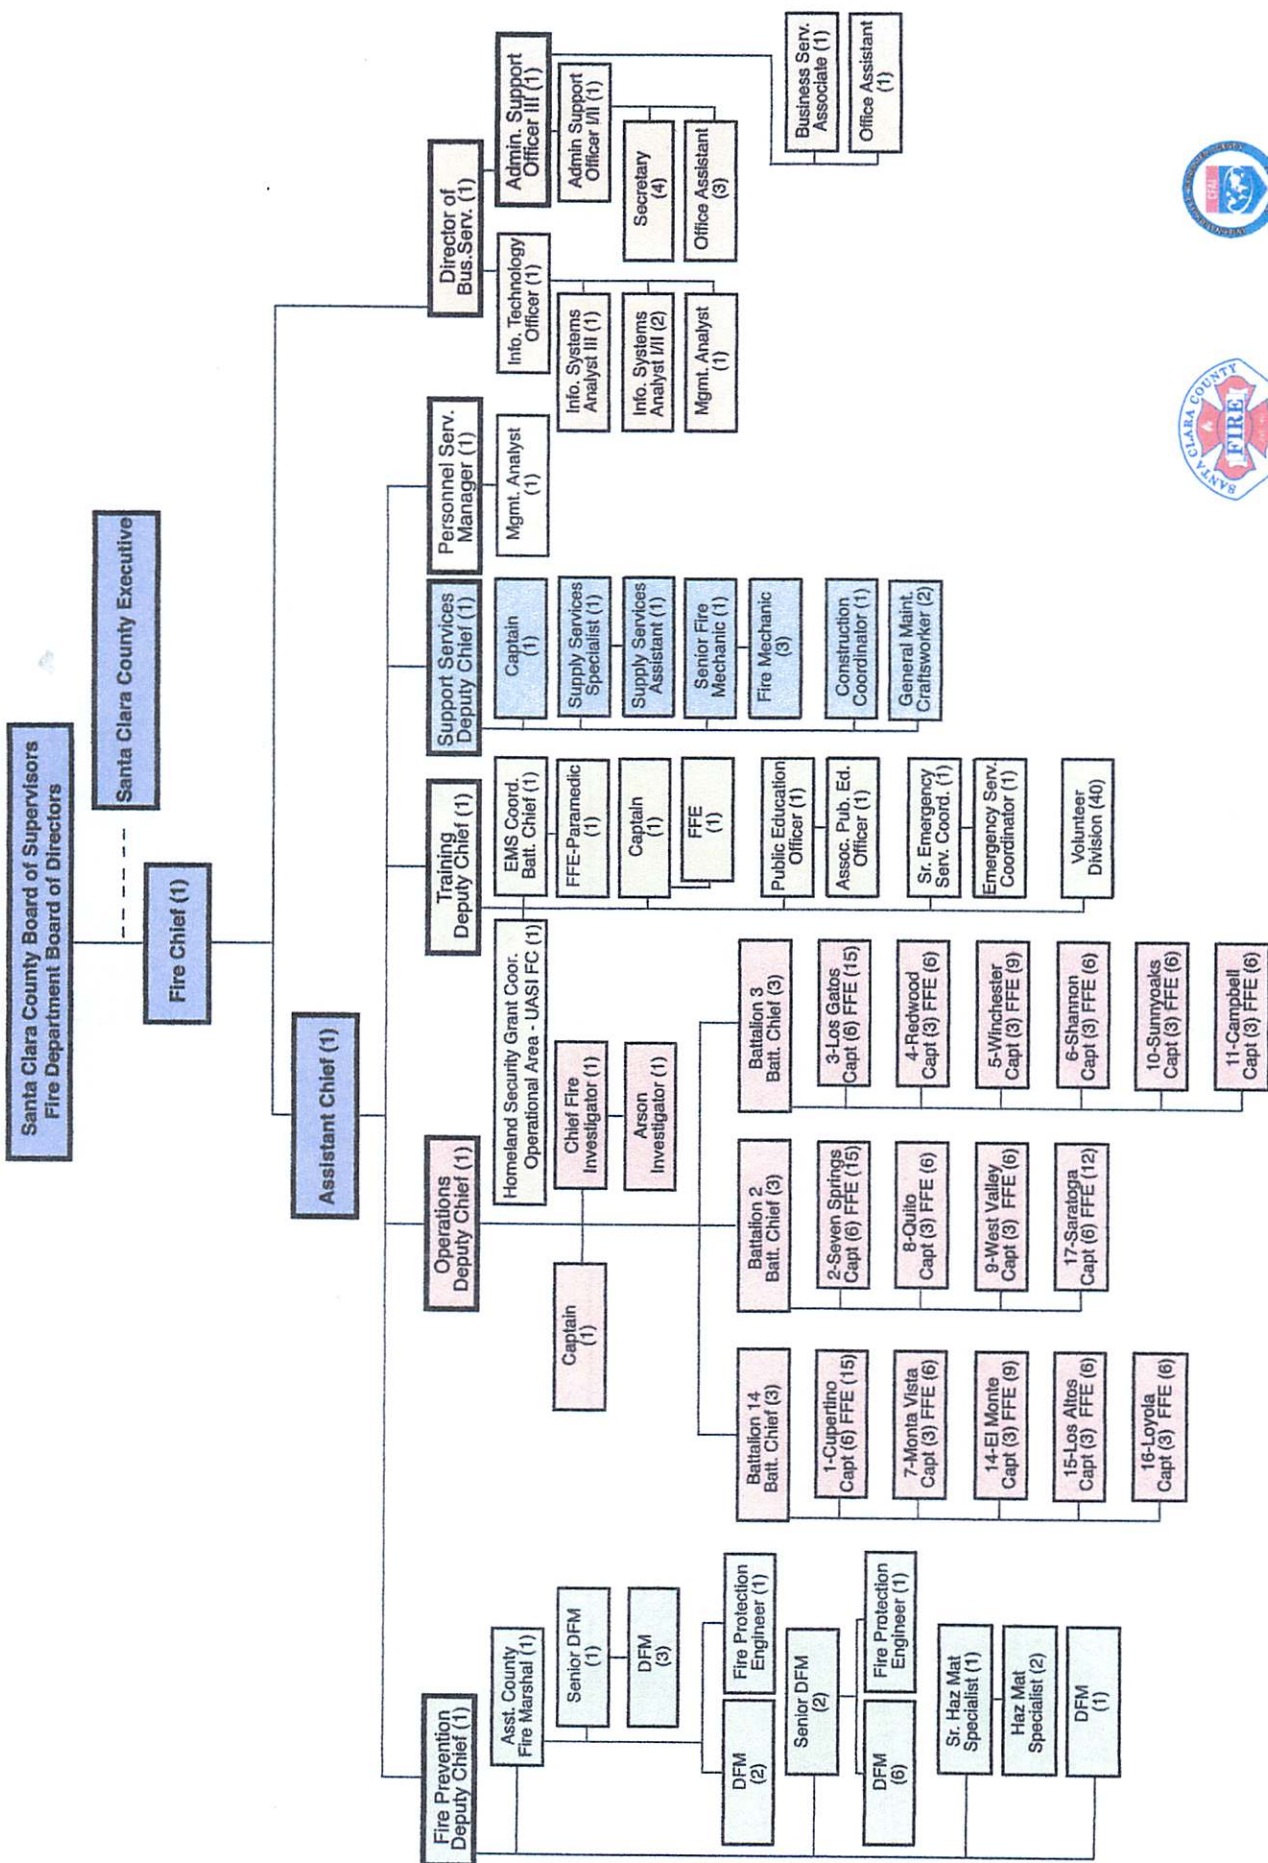 Santa Clara County Board of Supervisors
Fire Department Board of Directors
Santa Clara County Executive
Fire Chief (1)
Assistant Chief (1)
Fire Prevention
Deputy Chief (1)
Asst. County
Fire Marshal (1)
Senior DFM
(1)
DFM
(3)
DFM
(2)
Fire Protection
Engineer (1)
Senior DFM
(2)
DFM
(6)
Fire Protection
Engineer (1)
Sr. Haz Mat
Specialist (1)
Haz Mat
Specialist (2)
DFM
(1)
Operations
Deputy Chief (1)
Homeland Security Grant Coor.
Operational Area - UASI FC (1)
Captain
(1)
Chief Fire
Investigator (1)
Arson
Investigator (1)
Battalion 14
Batt. Chief (3)
1-Cupertino
Capt (6) FFE (15)
7-Monta Vista
Capt (3) FFE (6)
14-El Monte
Capt (3) FFE (9)
15-Los Altos
Capt (3) FFE (6)
16-Loyola
Capt (3) FFE (6)
Battalion 2
Batt. Chief (3)
2-Seven Springs
Capt (6) FFE (15)
8-Quito
Capt (3) FFE (6)
9-West Valley
Capt (3) FFE (6)
17-Saratoga
Capt (6) FFE (12)
Battalion 3
Batt. Chief (3)
3-Los Gatos
Capt (6) FFE (15)
4-Redwood
Capt (3) FFE (6)
5-Winchester
Capt (3) FFE (9)
6-Shannon
Capt (3) FFE (6)
10-Sunnyoaks
Capt (3) FFE (6)
11-Campbell
Capt (3) FFE (6)
Training
Deputy Chief (1)
EMS Coord.
Batt. Chief (1)
FFE-Paramedic
(1)
Captain
(1)
FFE
(1)
Public Education
Officer (1)
Assoc. Pub. Ed.
Officer (1)
Sr. Emergency
Serv. Coord. (1)
Emergency Serv.
Coordinator (1)
Volunteer
Division (40)
Support Services
Deputy Chief (1)
Captain
(1)
Supply Services
Specialist (1)
Supply Services
Assistant (1)
Senior Fire
Mechanic (1)
Fire Mechanic
(3)
Construction
Coordinator (1)
General Maint.
Craftsworker (2)
Personnel Serv.
Manager (1)
Mgmt. Analyst
(1)
Director of
Bus.Serv. (1)
Info. Technology
Officer (1)
Info. Systems
Analyst III (1)
Info. Systems
Analyst I/II (2)
Mgmt. Analyst
(1)
Admin. Support
Officer III (1)
Admin Support
Officer I/II (1)
Secretary
(4)
Office Assistant
(3)
Business Serv.
Associate (1)
Office Assistant
(1)
SANTA CLARA COUNTY
FIRE
CFAI